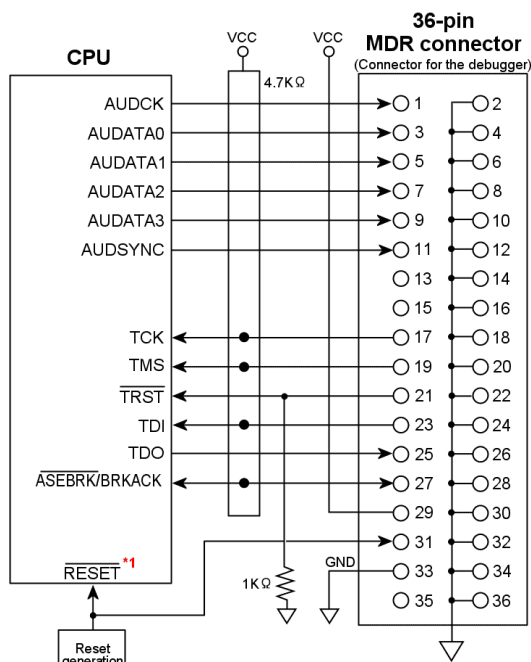 36-pin
MDR connector
(Connector for the debugger)
CPU
VCC
VCC
4.7KΩ
AUDCK
1
2
AUDATA0
3
4
AUDATA1
5
6
AUDATA2
7
8
AUDATA3
9
10
AUDSYNC
11
12
13
14
15
16
TCK
17
18
TMS
19
20
TRST
21
22
TDI
23
24
TDO
25
26
ASEBRK/BRKACK
27
28
29
30
31
32
RESET *1
GND
33
34
1KΩ
35
36
Reset
generation